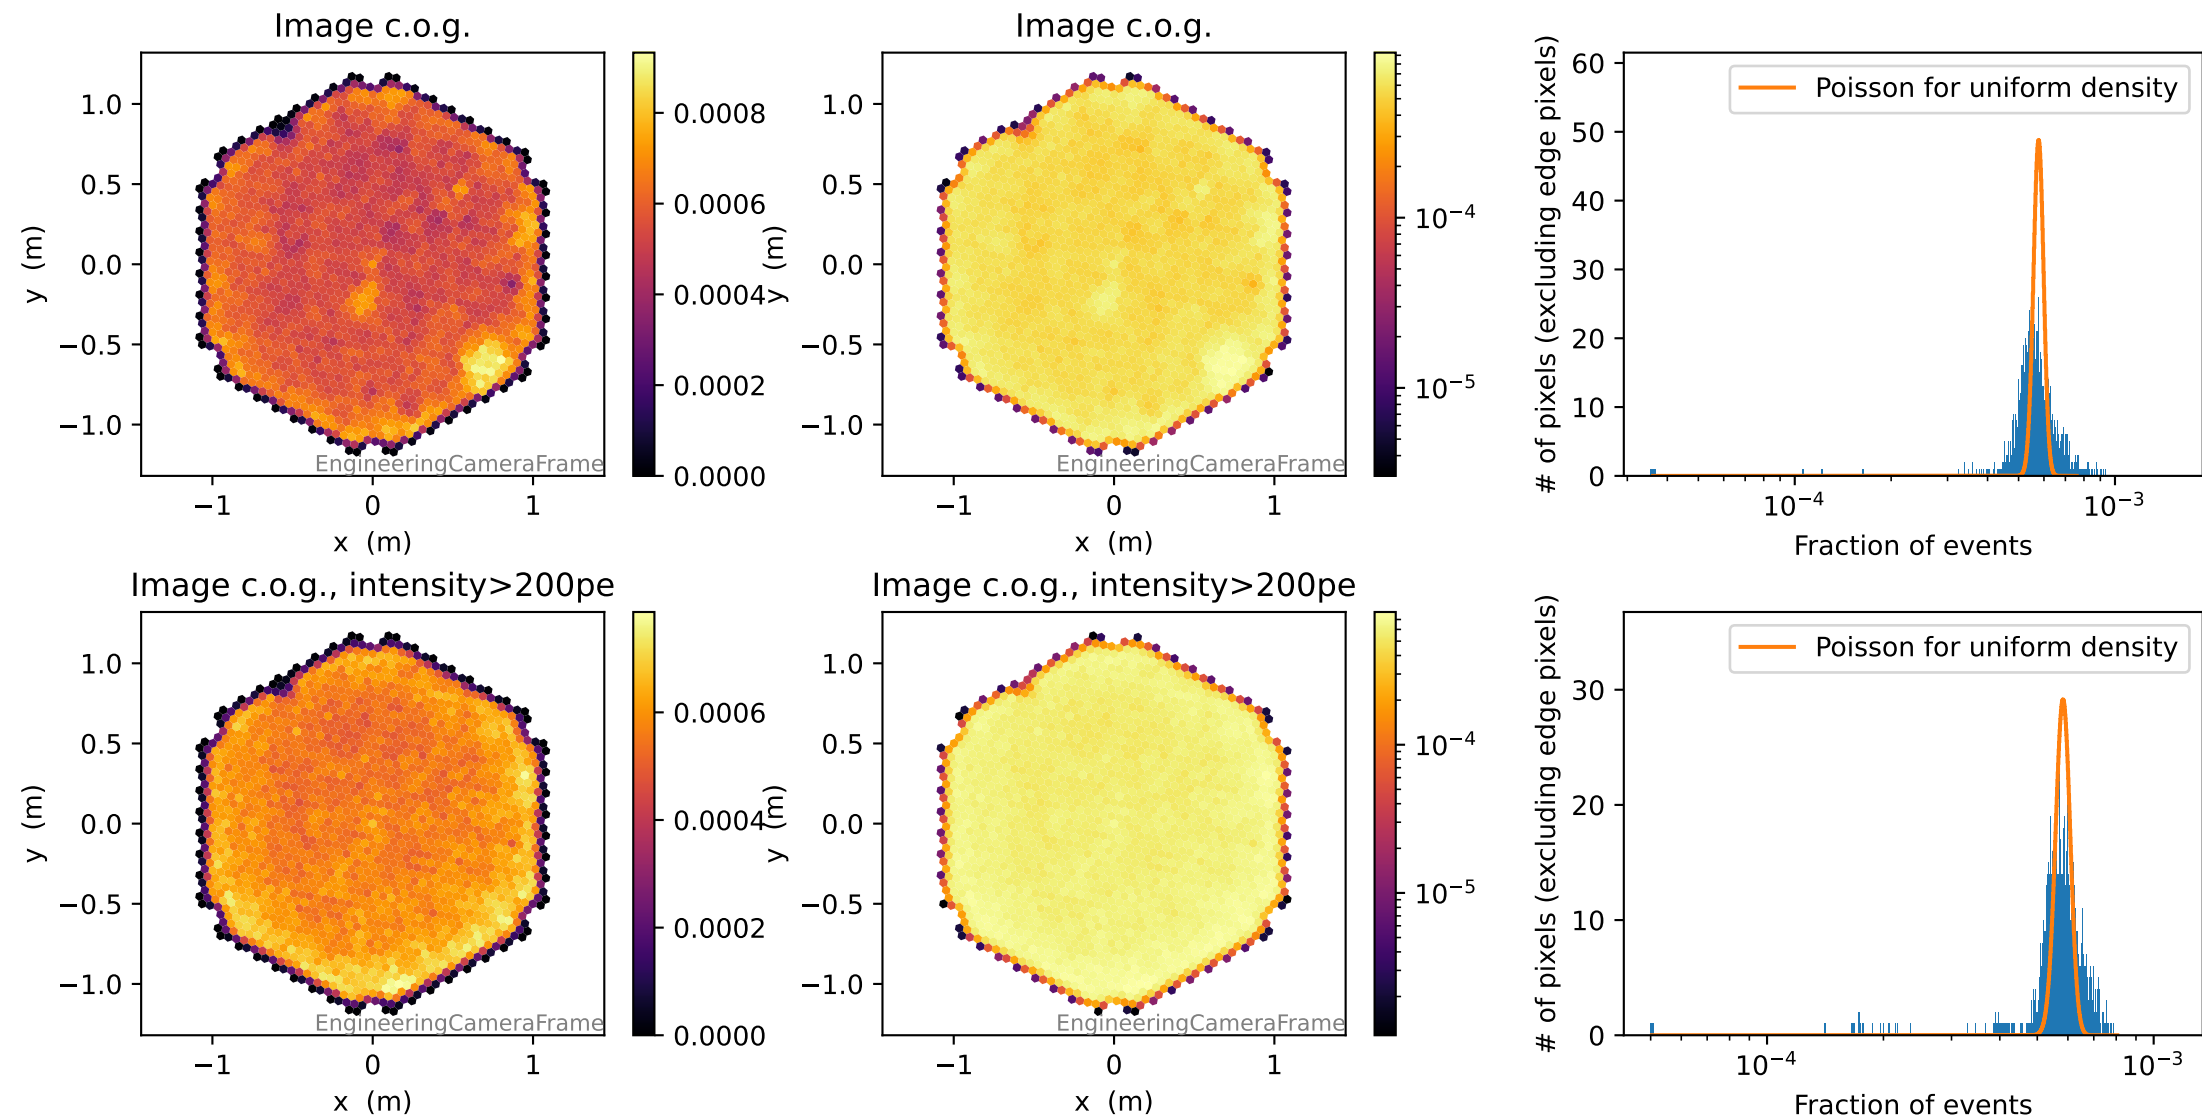 Image c.o.g.
1.0
0.5
0.0
−0.5
−1.0
y (m)
−1
0
1
x (m)
EngineeringCameraFrame
0.0008
0.0006
0.0004
0.0002
0.0000
Image c.o.g.
1.0
0.5
0.0
−0.5
−1.0
y (m)
−1
0
1
x (m)
EngineeringCameraFrame
10⁻⁴
10⁻⁵
60
50
40
30
20
10
0
# of pixels (excluding edge pixels)
Poisson for uniform density
10⁻⁴
10⁻³
Fraction of events
Image c.o.g., intensity>200pe
1.0
0.5
0.0
−0.5
−1.0
y (m)
−1
0
1
x (m)
EngineeringCameraFrame
0.0006
0.0004
0.0002
0.0000
Image c.o.g., intensity>200pe
1.0
0.5
0.0
−0.5
−1.0
y (m)
−1
0
1
x (m)
EngineeringCameraFrame
10⁻⁴
10⁻⁵
30
20
10
0
# of pixels (excluding edge pixels)
Poisson for uniform density
10⁻⁴
10⁻³
Fraction of events